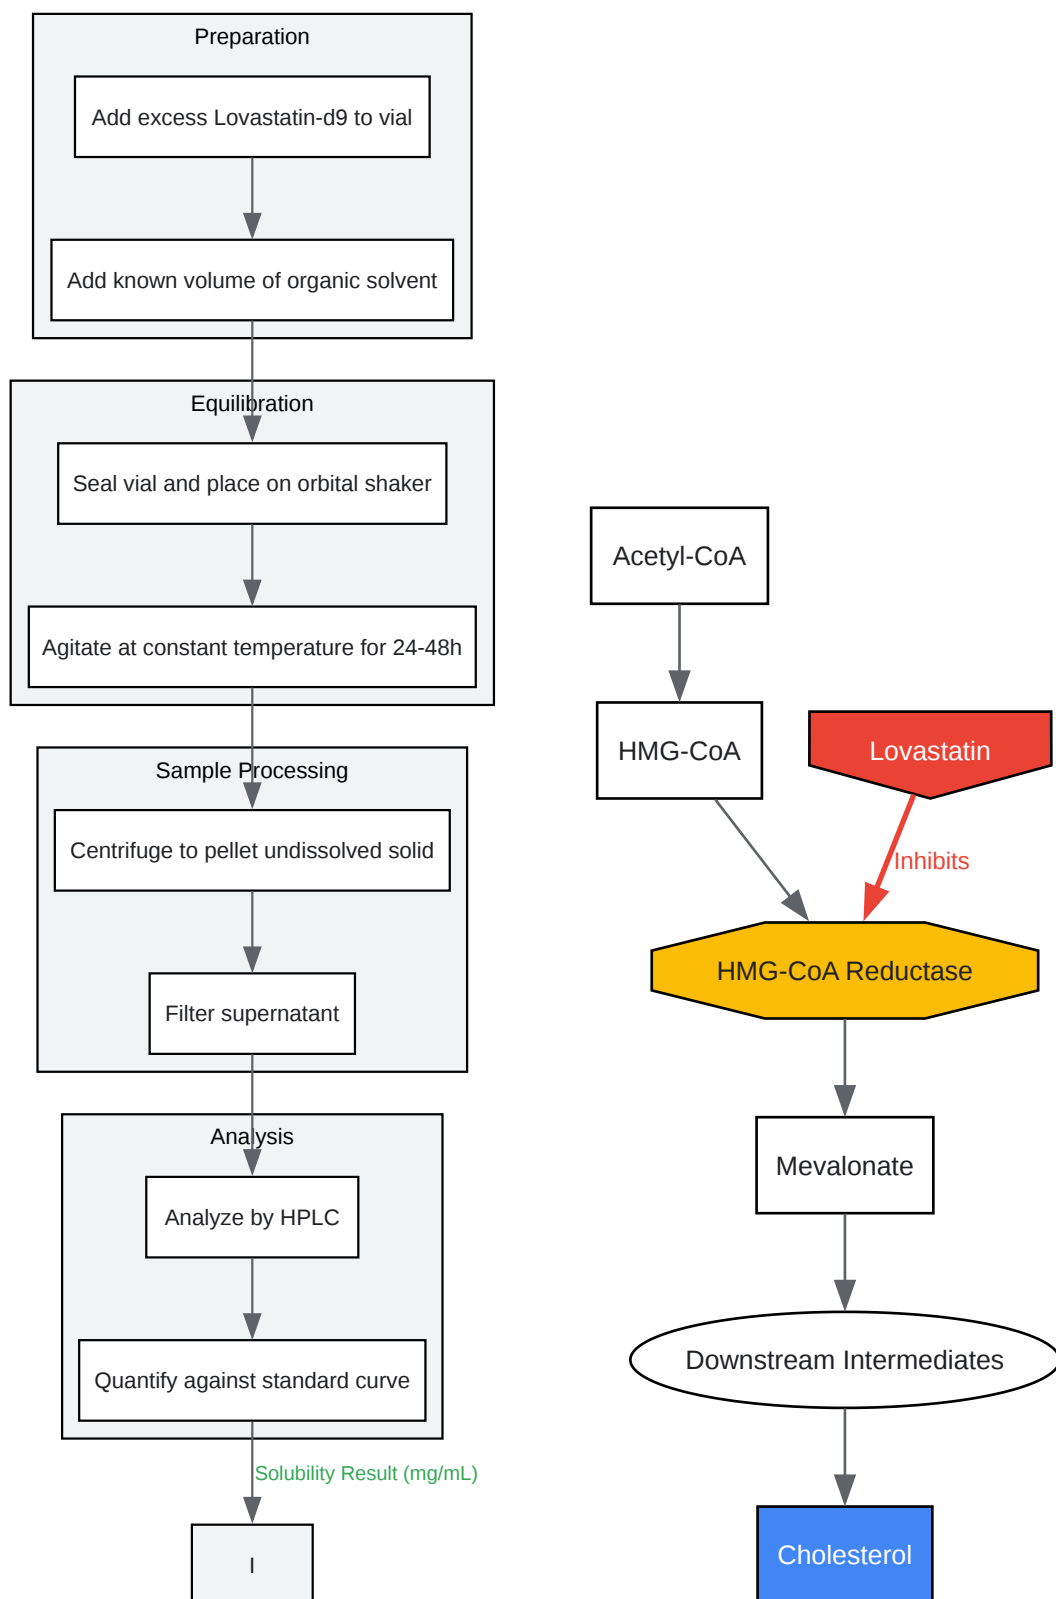 Preparation
Add excess Lovastatin-d9 to vial
Add known volume of organic solvent
Equilibration
Seal vial and place on orbital shaker
Agitate at constant temperature for 24-48h
Sample Processing
Centrifuge to pellet undissolved solid
Filter supernatant
Analysis
Analyze by HPLC
Quantify against standard curve
Solubility Result (mg/mL)
I
Acetyl-CoA
HMG-CoA
Lovastatin
Inhibits
HMG-CoA Reductase
Mevalonate
Downstream Intermediates
Cholesterol